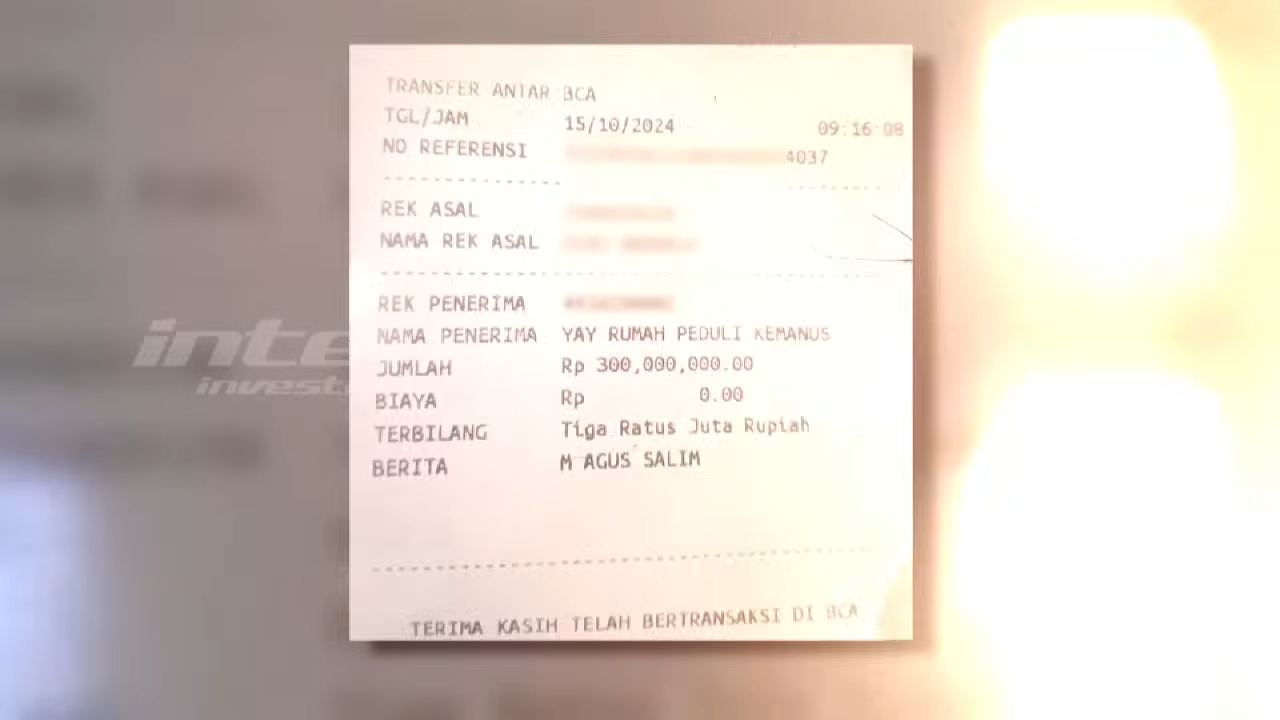 TRANSFER ANTAR BCA
TGL/JAM 15/10/2024 09:16:08
NO REFERENSI 4037
REK ASAL
NAMA REK ASAL
REK PENERIMA
NAMA PENERIMA YAY RUMAH PEDULI KEMANUS
JUMLAH Rp 300,000,000.00
BIAYA Rp 0.00
TERBILANG Tiga Ratus Juta Rupiah
BERITA M AGUS SALIM
TERIMA KASIH TELAH BERTRANSAKSI DI BCA
inte
invest